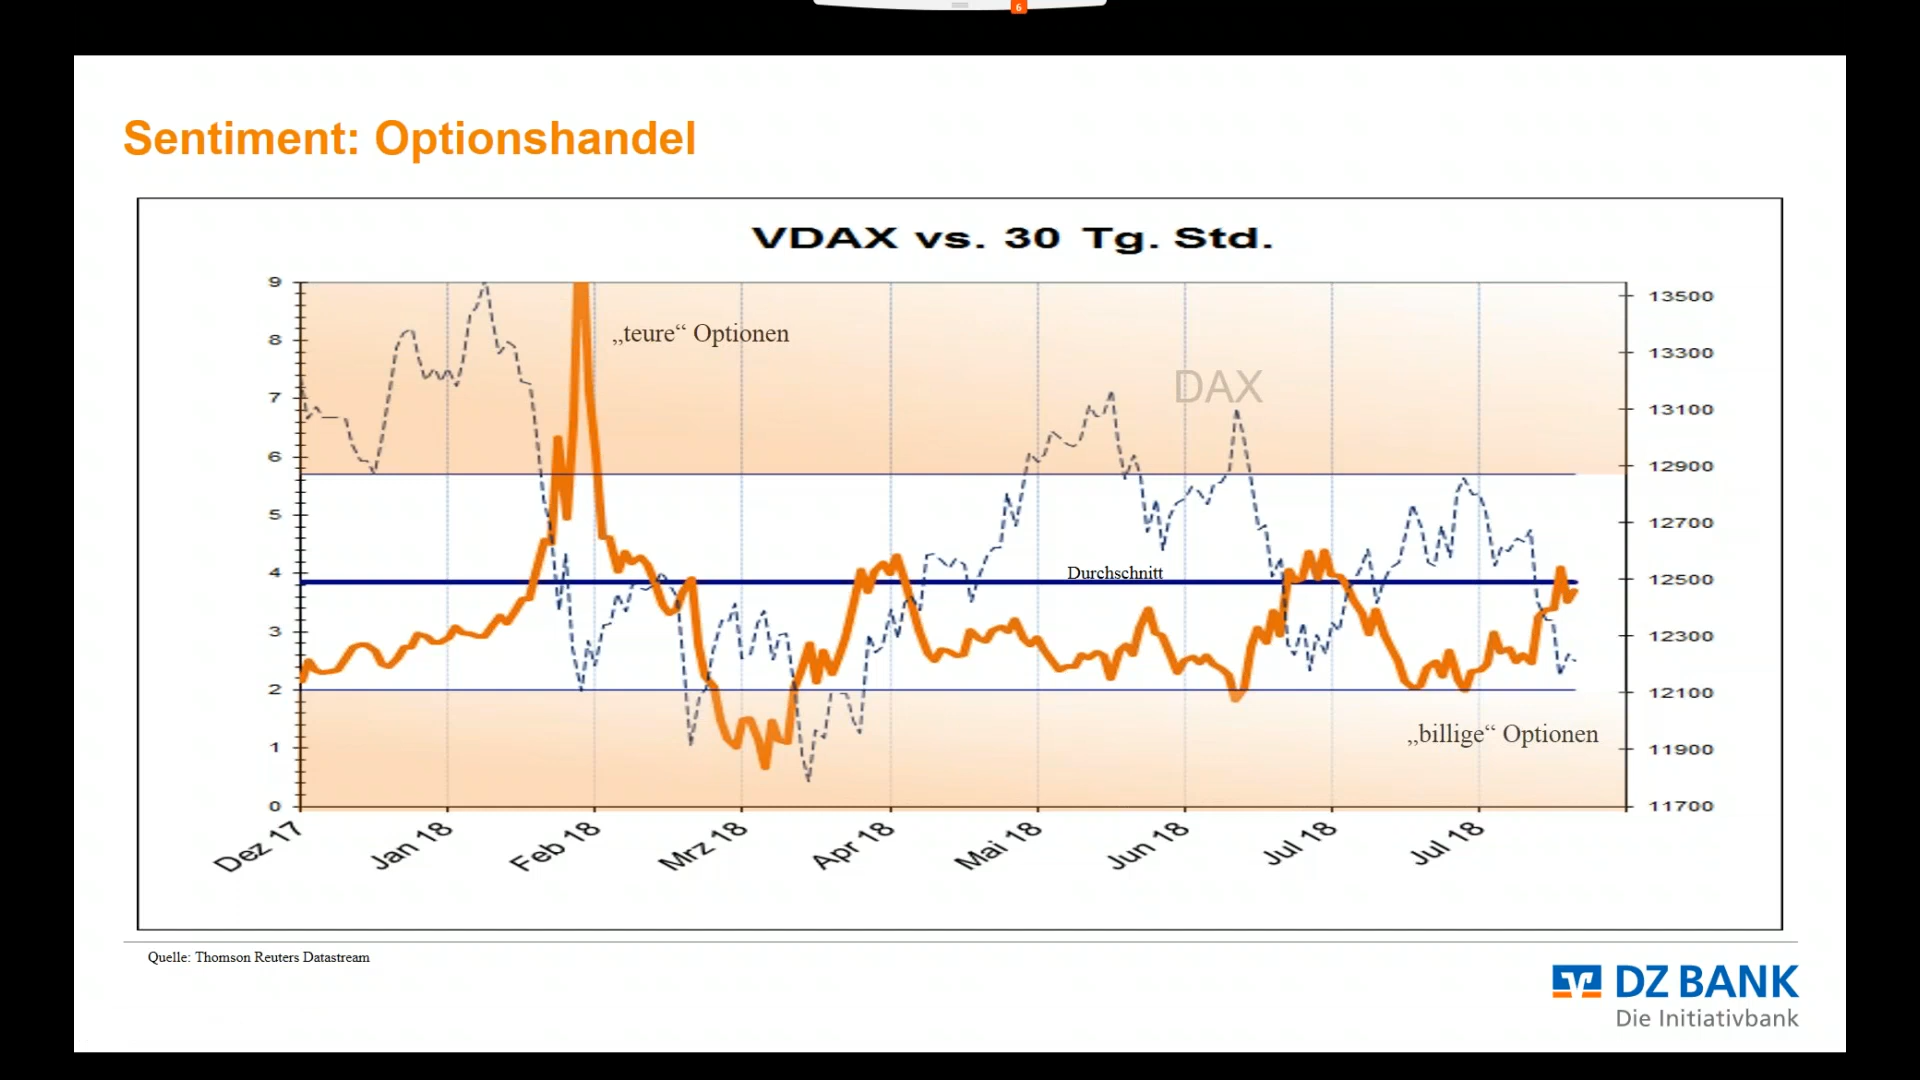 6
Sentiment: Optionshandel
VDAX vs. 30 Tg. Std.
9
8
7
6
5
4
3
2
1
0
„teure“ Optionen
DAX
Durchschnitt
„billige“ Optionen
13500
13300
13100
12900
12700
12500
12300
12100
11900
11700
Dez 17
Jan 18
Feb 18
Mrz 18
Apr 18
Mai 18
Jun 18
Jul 18
Jul 18
Quelle: Thomson Reuters Datastream
DZ BANK
Die Initiativbank